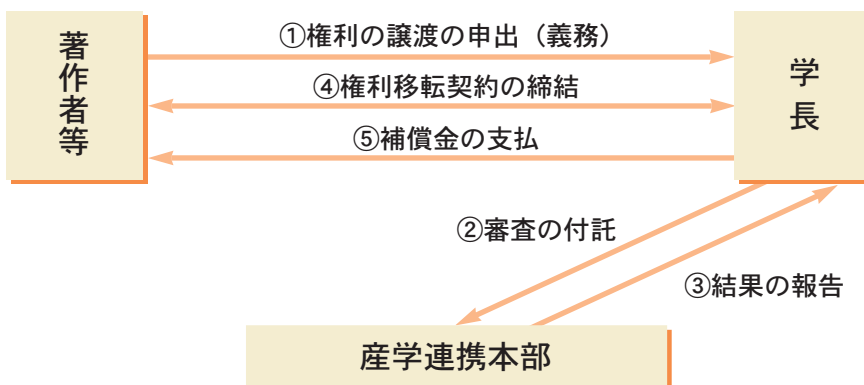 著作者等
①権利の譲渡の申出（義務）
④権利移転契約の締結
⑤補償金の支払
学長
②審査の付託
③結果の報告
産学連携本部